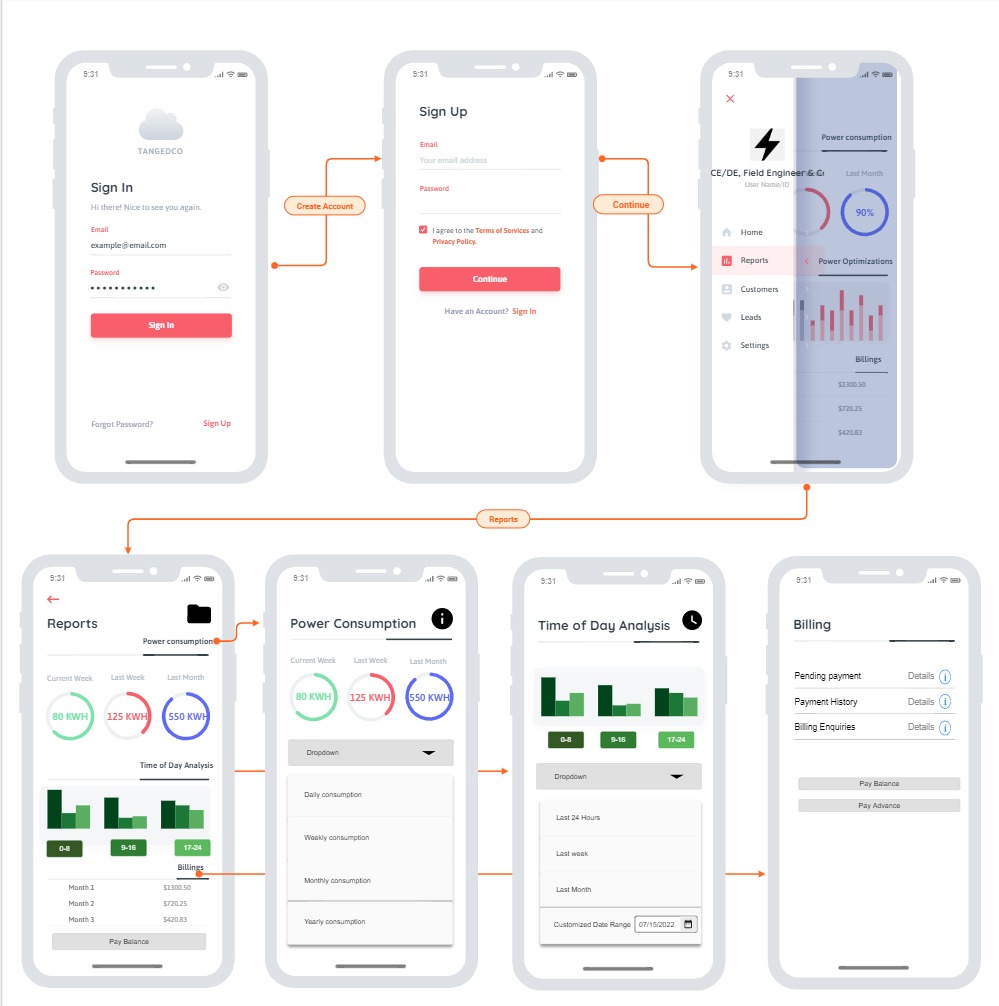 9:31
TANGEDCO
Sign In
Hi there! Nice to see you again.
Email
example@email.com
Password
Sign In
Forgot Password?
Sign Up
Create Account
9:31
Sign Up
Email
Your email address
Password
I agree to the Terms of Services and
Privacy Policy.
Continue
Have an Account? Sign In
Continue
9:31
CE/DE, Field Engineer & Cu
User Name/ID
Home
Reports
Customers
Leads
Settings
Power consumption
Last Month
90%
Power Optimizations
Billings
$1300.50
$720.25
$420.83
Reports
9:31
Reports
Power consumption
Current Week Last Week Last Month
80 KWH 125 KWH 550 KWH
Time of Day Analysis
0-8 9-16 17-24
Billings
Month 1 $1300.50
Month 2 $720.25
Month 3 $420.83
Pay Balance
9:31
Power Consumption
Current Week Last Week Last Month
80 KWH 125 KWH 550 KWH
Dropdown
Daily consumption
Weekly consumption
Monthly consumption
Yearly consumption
9:31
Time of Day Analysis
0-8 9-16 17-24
Dropdown
Last 24 Hours
Last week
Last Month
Customized Date Range 07/15/2022
9:31
Billing
Pending payment Details i
Payment History Details i
Billing Enquiries Details i
Pay Balance
Pay Advance